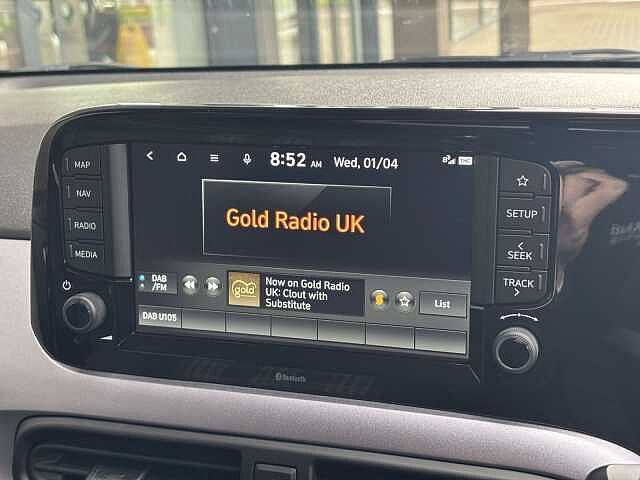 8:52 AM Wed, 01/04
MAP
NAV
RADIO
MEDIA
Gold Radio UK
DAB
/FM
gold
Now on Gold Radio
UK: Clout with
Substitute
List
DAB U105
SETUP
SEEK
TRACK
Bluetooth